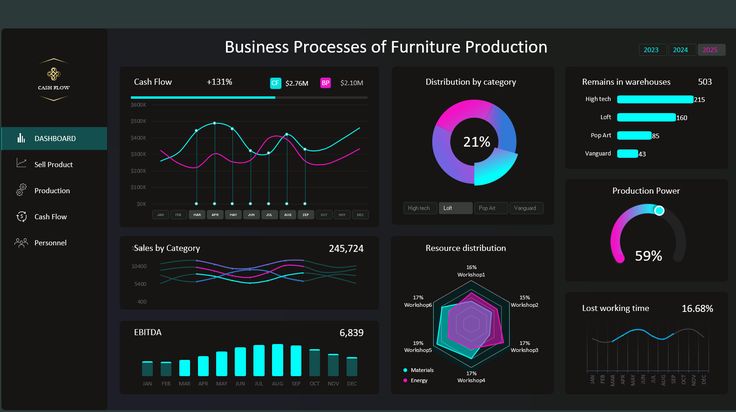 Business Processes of Furniture Production
2023 2024 2025
CASH FLOW
DASHBOARD
Sell Product
Production
Cash Flow
Personnel
Cash Flow +131% CF $2.76M BP $2.10M
$600K
$500K
$400K
$300K
$200K
$100K
$0K
JAN FEB MAR APR MAY JUN JUL AUG SEP OCT NOV DEC
Distribution by category
21%
High tech Loft Pop Art Vanguard
Remains in warehouses 503
High tech 215
Loft 160
Pop Art 85
Vanguard 43
Production Power
59%
Sales by Category 245,724
10400
5400
400
Resource distribution
16%
Workshop1
17%
Workshop6
15%
Workshop2
19%
Workshop5
17%
Workshop3
17%
Workshop4
Materials
Energy
Lost working time 16.68%
JAN FEB MAR APR MAY JUN JUL AUG SEP OCT NOV DEC
EBITDA 6,839
JAN FEB MAR APR MAY JUN JUL AUG SEP OCT NOV DEC